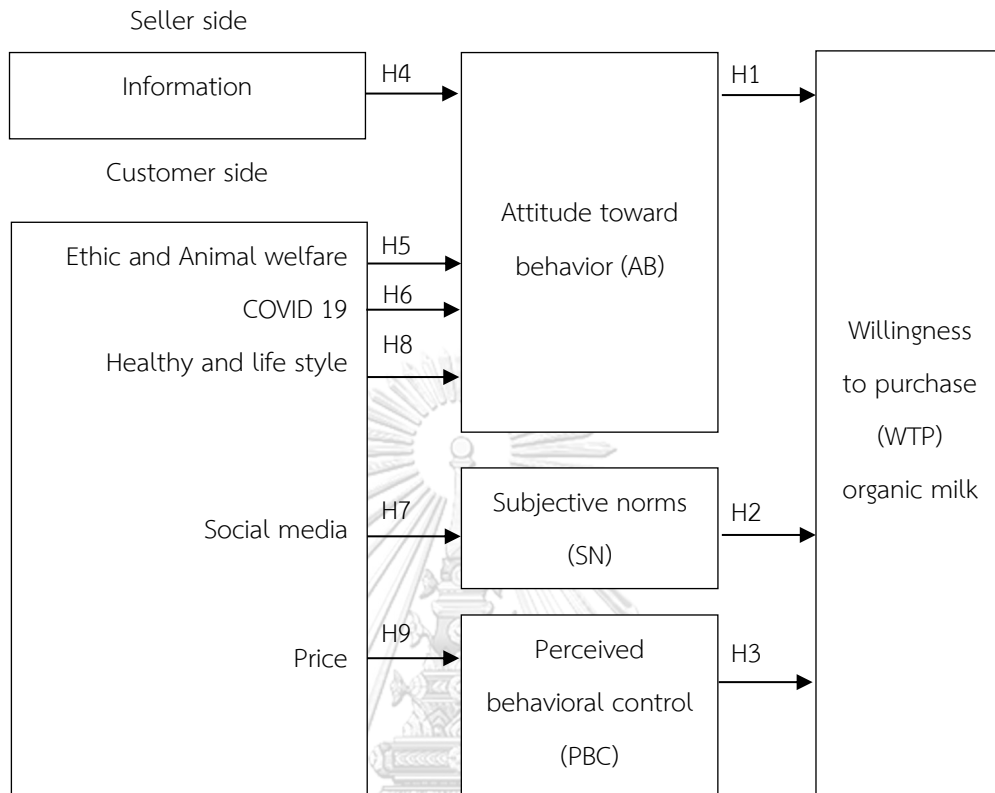 Seller side
Information
H4
H1
Customer side
Attitude toward
behavior (AB)
Ethic and Animal welfare
H5
COVID 19
H6
Healthy and life style
H8
Willingness
to purchase
(WTP)
organic milk
Social media
H7
Subjective norms
(SN)
H2
Price
H9
Perceived
behavioral control
(PBC)
H3